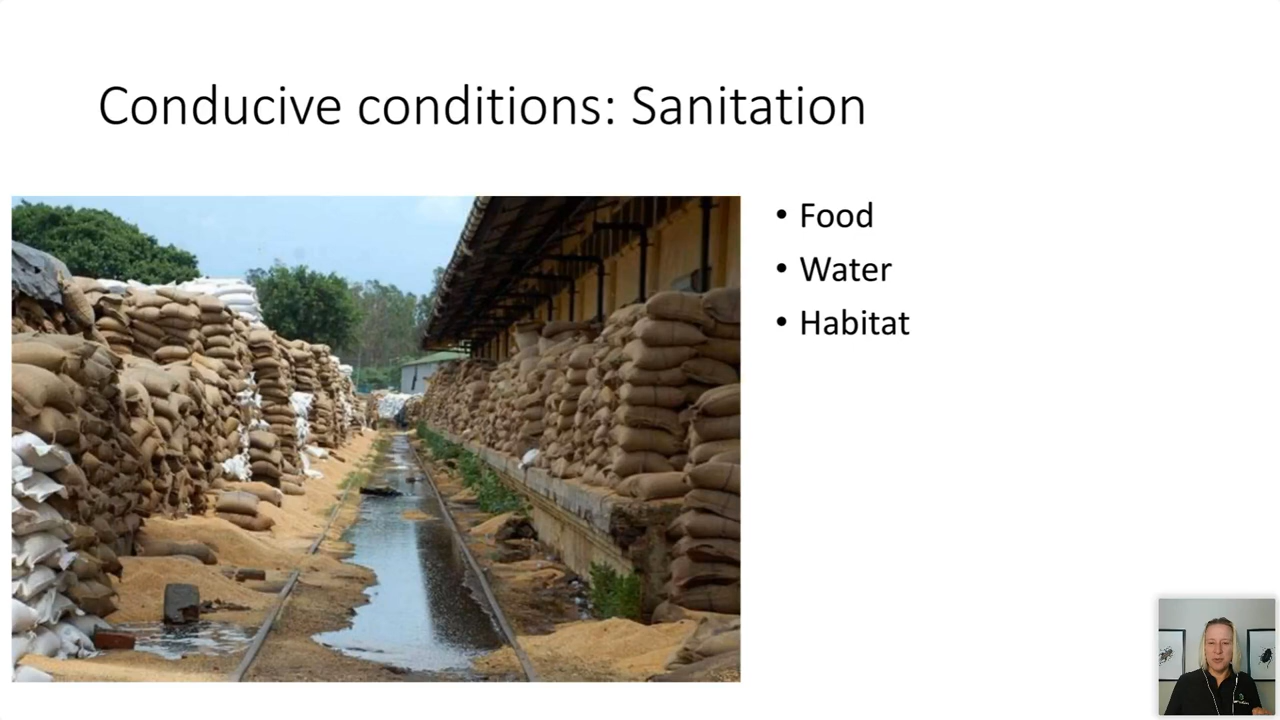 Conducive conditions: Sanitation
• Food
• Water
• Habitat